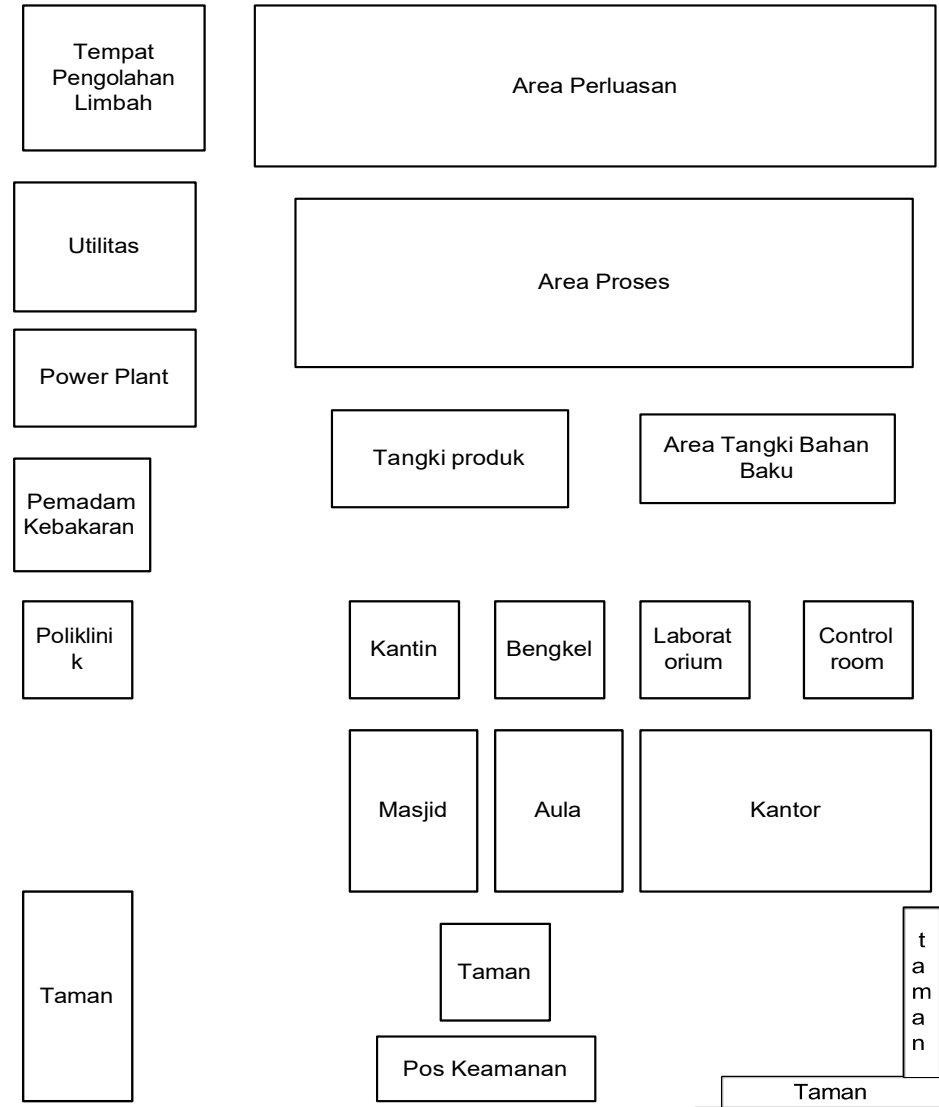 Tempat
Pengolahan
Limbah
Area Perluasan
Utilitas
Area Proses
Power Plant
Tangki produk
Area Tangki Bahan
Baku
Pemadam
Kebakaran
Poliklini
k
Kantin
Bengkel
Laborat
orium
Control
room
Masjid
Aula
Kantor
Taman
Taman
t
a
m
a
n
Pos Keamanan
Taman